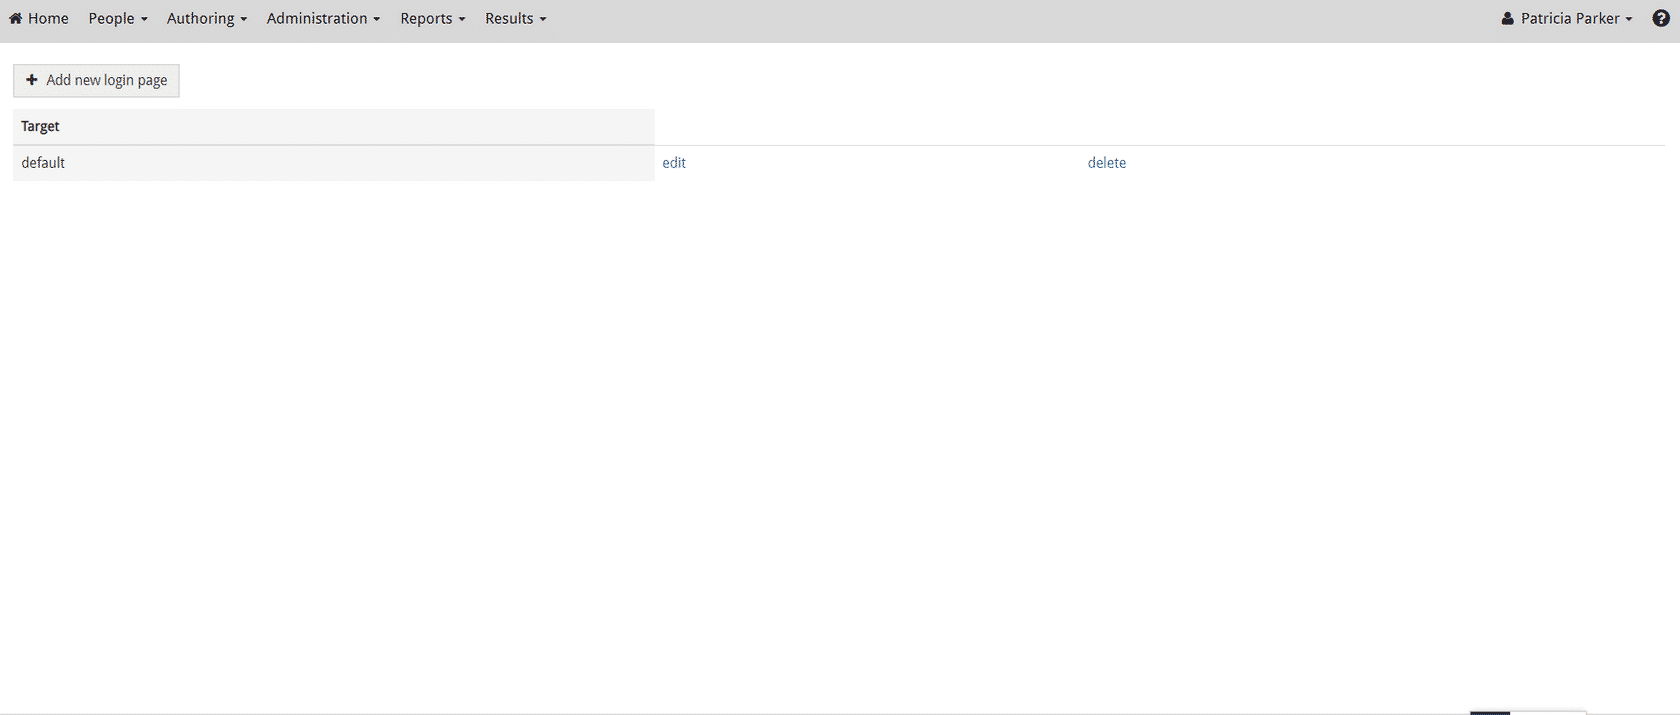 Home People Authoring Administration Reports Results Patricia Parker ?
Add new login page
Target
default edit delete